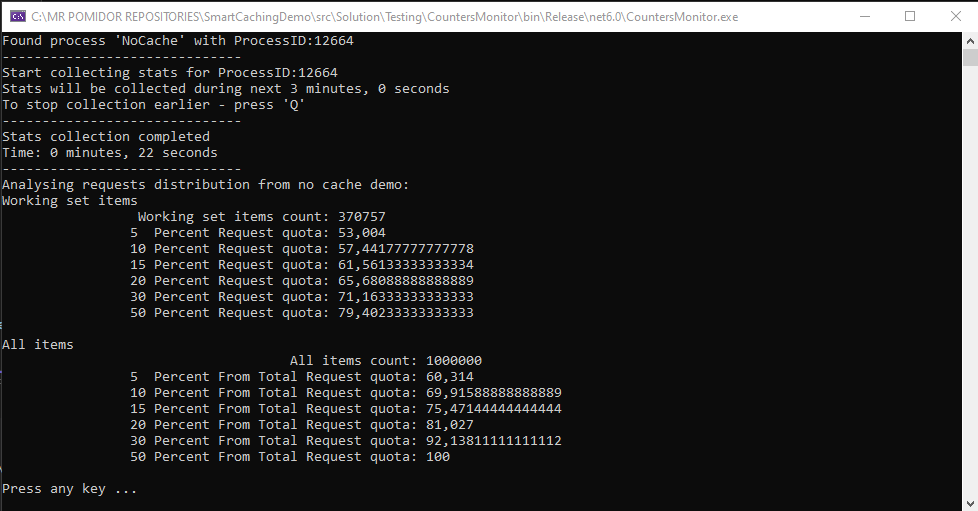 C:\MR POMIDOR REPOSITORIES\SmartCachingDemo\src\Solution\Testing\CountersMonitor\bin\Release\net6.0\CountersMonitor.exe
Found process 'NoCache' with ProcessID:12664
------------------------------
Start collecting stats for ProcessID:12664
Stats will be collected during next 3 minutes, 0 seconds
To stop collection earlier - press 'Q'
------------------------------
Stats collection completed
Time: 0 minutes, 22 seconds
------------------------------
Analysing requests distribution from no cache demo:
Working set items
Working set items count: 370757
5  Percent Request quota: 53,004
10 Percent Request quota: 57,44177777777778
15 Percent Request quota: 61,56133333333334
20 Percent Request quota: 65,68088888888889
30 Percent Request quota: 71,16333333333333
50 Percent Request quota: 79,40233333333333
All items
All items count: 1000000
5  Percent From Total Request quota: 60,314
10 Percent From Total Request quota: 69,91588888888889
15 Percent From Total Request quota: 75,47144444444444
20 Percent From Total Request quota: 81,027
30 Percent From Total Request quota: 92,13811111111112
50 Percent From Total Request quota: 100
Press any key ...